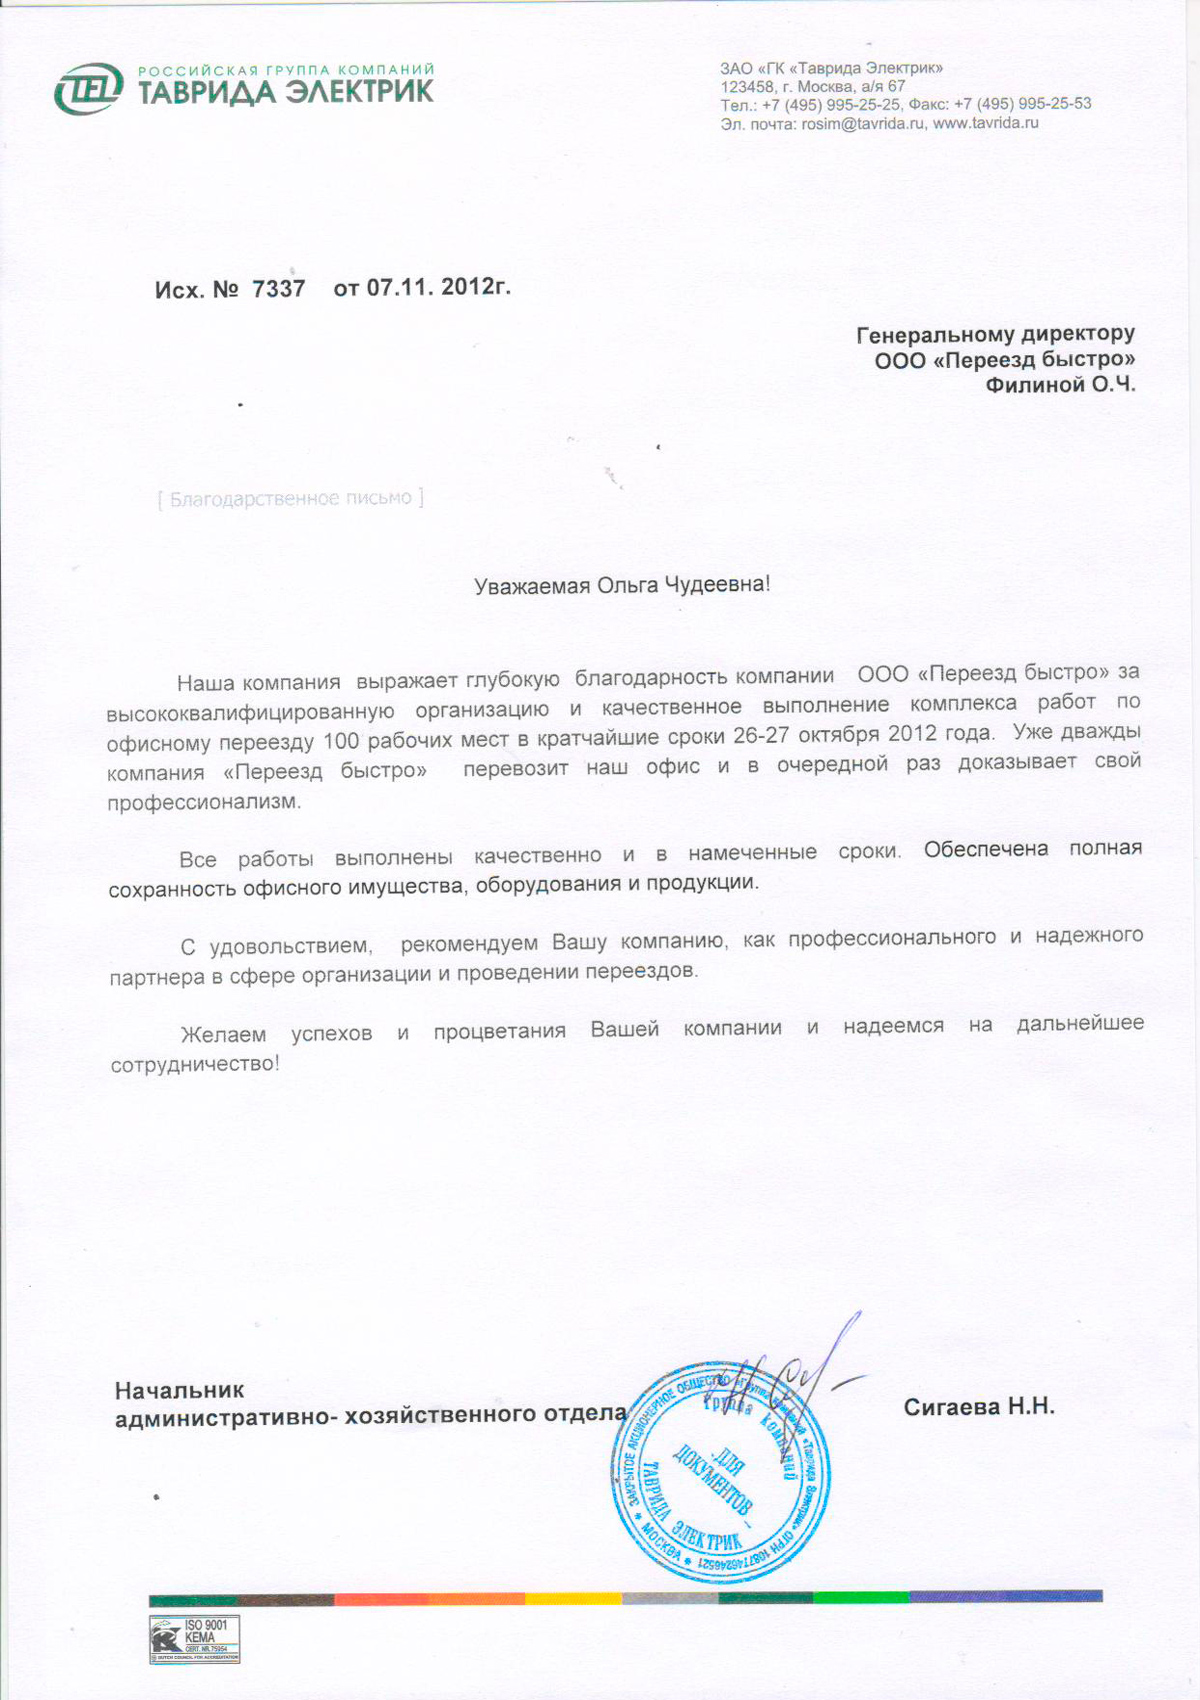 TEL
РОССИЙСКАЯ ГРУППА КОМПАНИЙ
ТАВРИДА ЭЛЕКТРИК
ЗАО «ГК «Таврида Электрик»
123458, г. Москва, а/я 67
Тел.: +7 (495) 995-25-25, Факс: +7 (495) 995-25-53
Эл. почта: rosim@tavrida.ru, www.tavrida.ru
Исх. № 7337 от 07.11. 2012г.
Генеральному директору
ООО «Переезд быстро»
Филиной О.Ч.
[ Благодарственное письмо ]
Уважаемая Ольга Чудеевна!
Наша компания выражает глубокую благодарность компании ООО «Переезд быстро» за
высококвалифицированную организацию и качественное выполнение комплекса работ по
офисному переезду 100 рабочих мест в кратчайшие сроки 26-27 октября 2012 года. Уже дважды
компания «Переезд быстро» перевозит наш офис и в очередной раз доказывает свой
профессионализм.
Все работы выполнены качественно и в намеченные сроки. Обеспечена полная
сохранность офисного имущества, оборудования и продукции.
С удовольствием, рекомендуем Вашу компанию, как профессионального и надежного
партнера в сфере организации и проведении переездов.
Желаем успехов и процветания Вашей компании и надеемся на дальнейшее
сотрудничество!
Начальник
административно- хозяйственного отдела
Сигаева Н.Н.
ЗАКРЫТОЕ АКЦИОНЕРНОЕ ОБЩЕСТВО «Группа компаний «Таврида Электрик» ОГРН 1087746246521 * МОСКВА *
Группа компаний
ТАВРИДА ЭЛЕКТРИК
ДЛЯ
ДОКУМЕНТОВ
ISO 9001
KEMA
CERT. NR.75954
DUTCH COUNCIL FOR ACCREDITATION